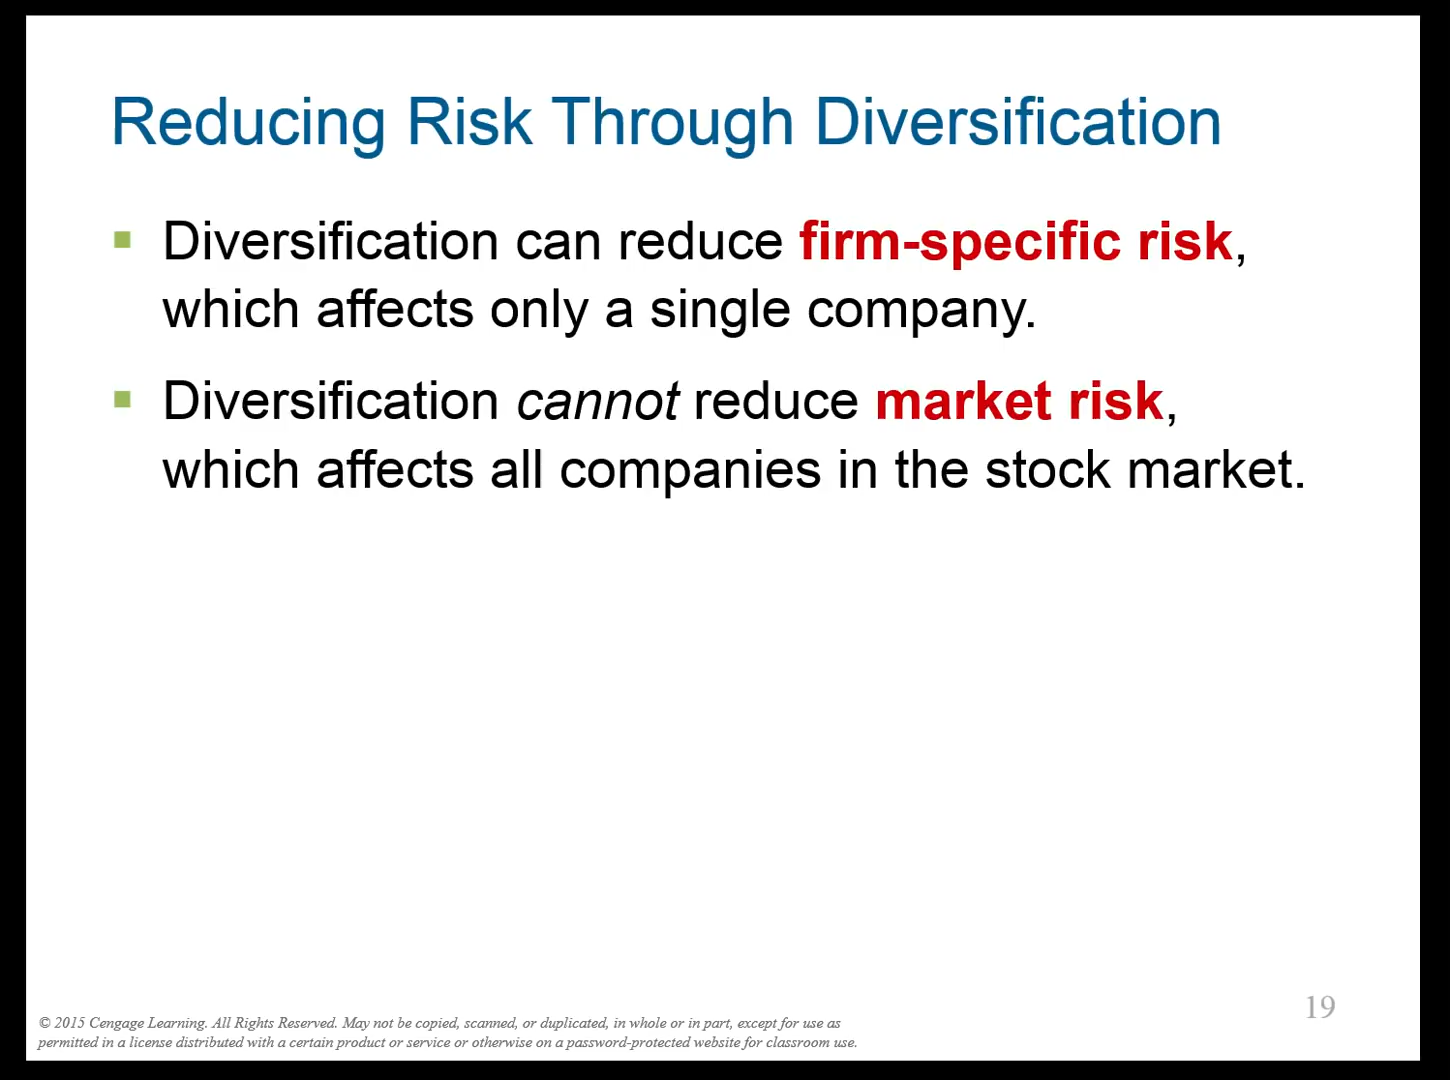 Reducing Risk Through Diversification
Diversification can reduce firm-specific risk,
which affects only a single company.
Diversification cannot reduce market risk,
which affects all companies in the stock market.
19
© 2015 Cengage Learning. All Rights Reserved. May not be copied, scanned, or duplicated, in whole or in part, except for use as
permitted in a license distributed with a certain product or service or otherwise on a password-protected website for classroom use.